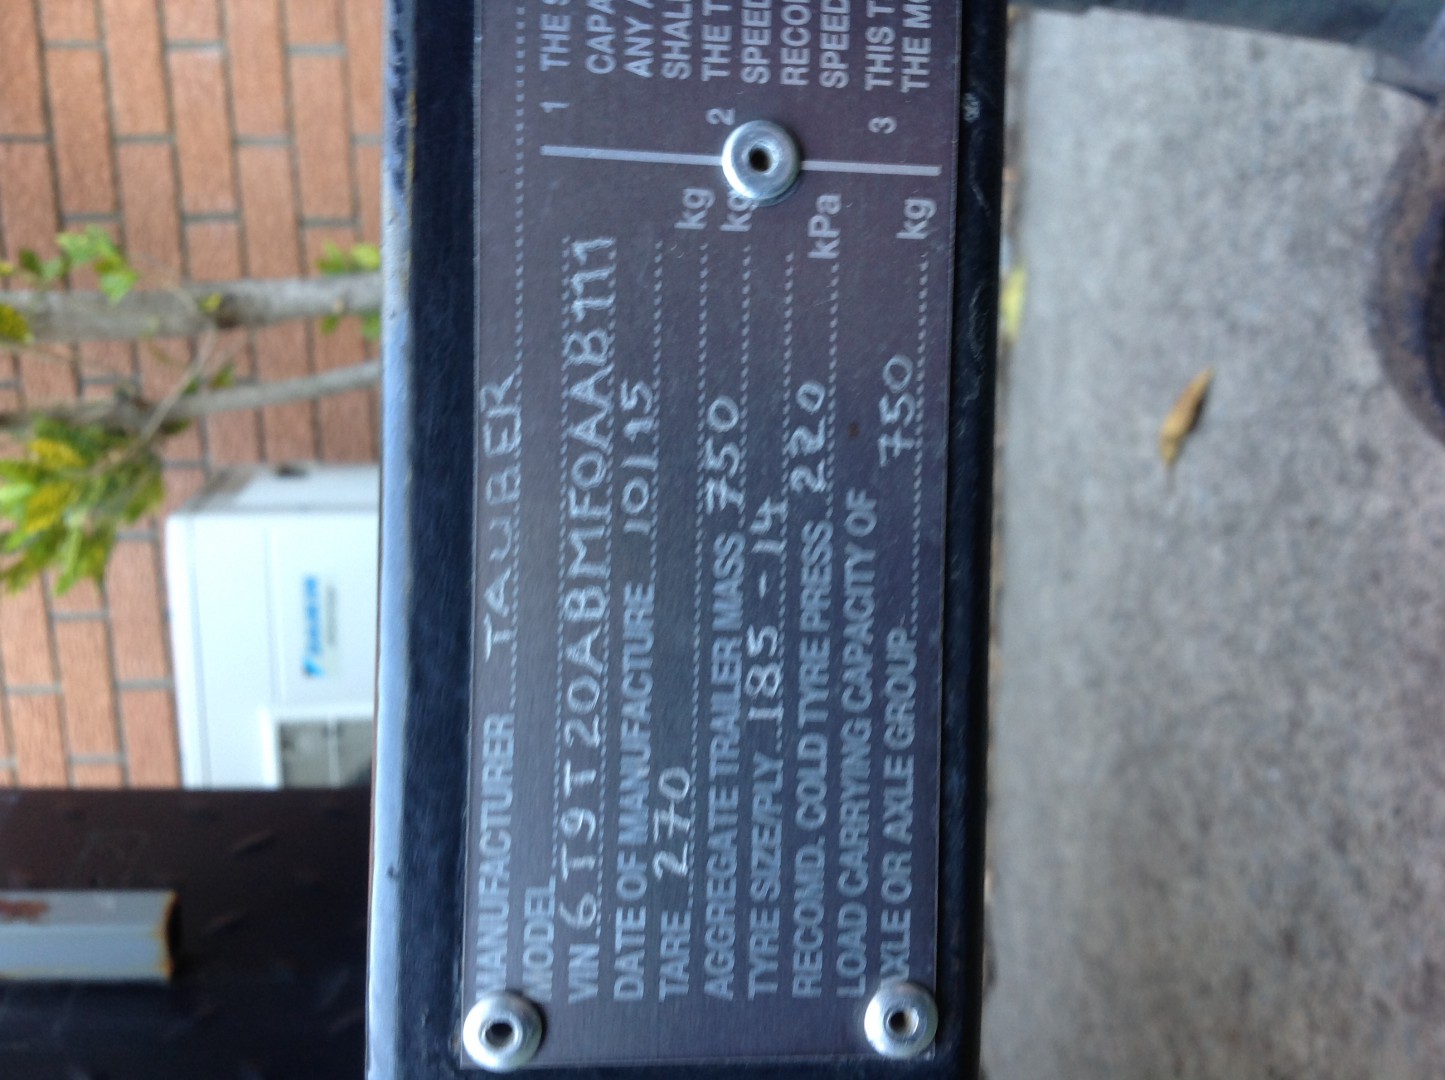 MANUFACTURER TAUBER
MODEL
VIN 6T9T20ABMF0AAB111
DATE OF MANUFACTURE 10/15
TARE 270 kg
AGGREGATE TRAILER MASS 750 kg
TYRE SIZE/PLY 185-14
RECOMD. COLD TYRE PRESS 220 kPa
LOAD CARRYING CAPACITY OF
AXLE OR AXLE GROUP 750 kg
1 THE
CAPA
ANY
SHAL
2 THE T
SPEED
RECO
SPEED
3 THIS T
THE MO
DAIKIN